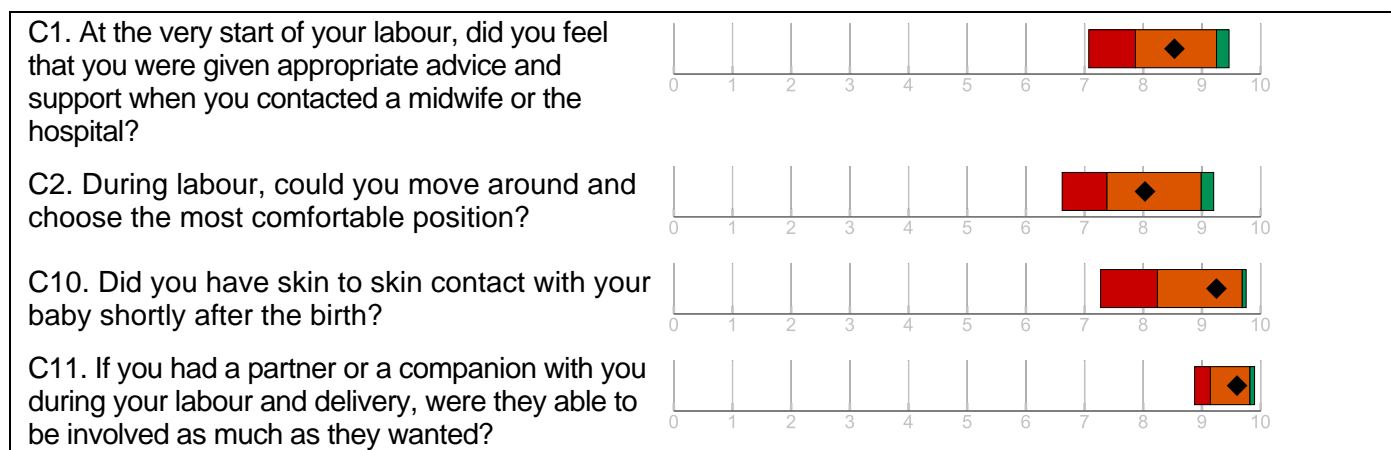 C1. At the very start of your labour, did you feel
that you were given appropriate advice and
support when you contacted a midwife or the
hospital?
0 1 2 3 4 5 6 7 8 9 10
C2. During labour, could you move around and
choose the most comfortable position?
0 1 2 3 4 5 6 7 8 9 10
C10. Did you have skin to skin contact with your
baby shortly after the birth?
0 1 2 3 4 5 6 7 8 9 10
C11. If you had a partner or a companion with you
during your labour and delivery, were they able to
be involved as much as they wanted?
0 1 2 3 4 5 6 7 8 9 10